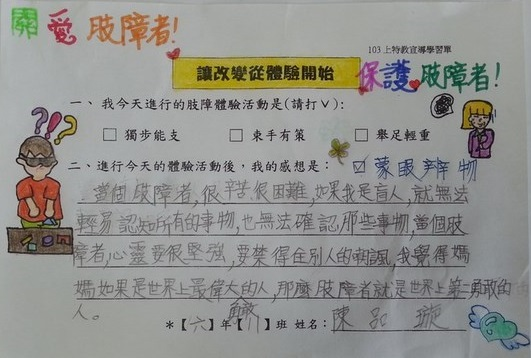 關愛肢障者!
103 上特教宣導學習單
讓改變從體驗開始
保護肢障者!
一、我今天進行的肢障體驗活動是(請打∨):
□ 獨步能支 □ 束手有策 □ 舉足輕重
二、進行今天的體驗活動後,我的感想是: ☑ 蒙眼辨物
當個肢障者,很辛苦很困難,如果我是盲人,就無法
輕易認知所有的事物,也無法確認那些事物,當個肢
障者,心靈要很堅強,要禁得住別人的嘲諷,我覺得媽
媽如果是世界上最偉大的人,那麼肢障者就是世界上第二勇敢的
人。
*【六】年【 】班 姓名: 陳 璇
???